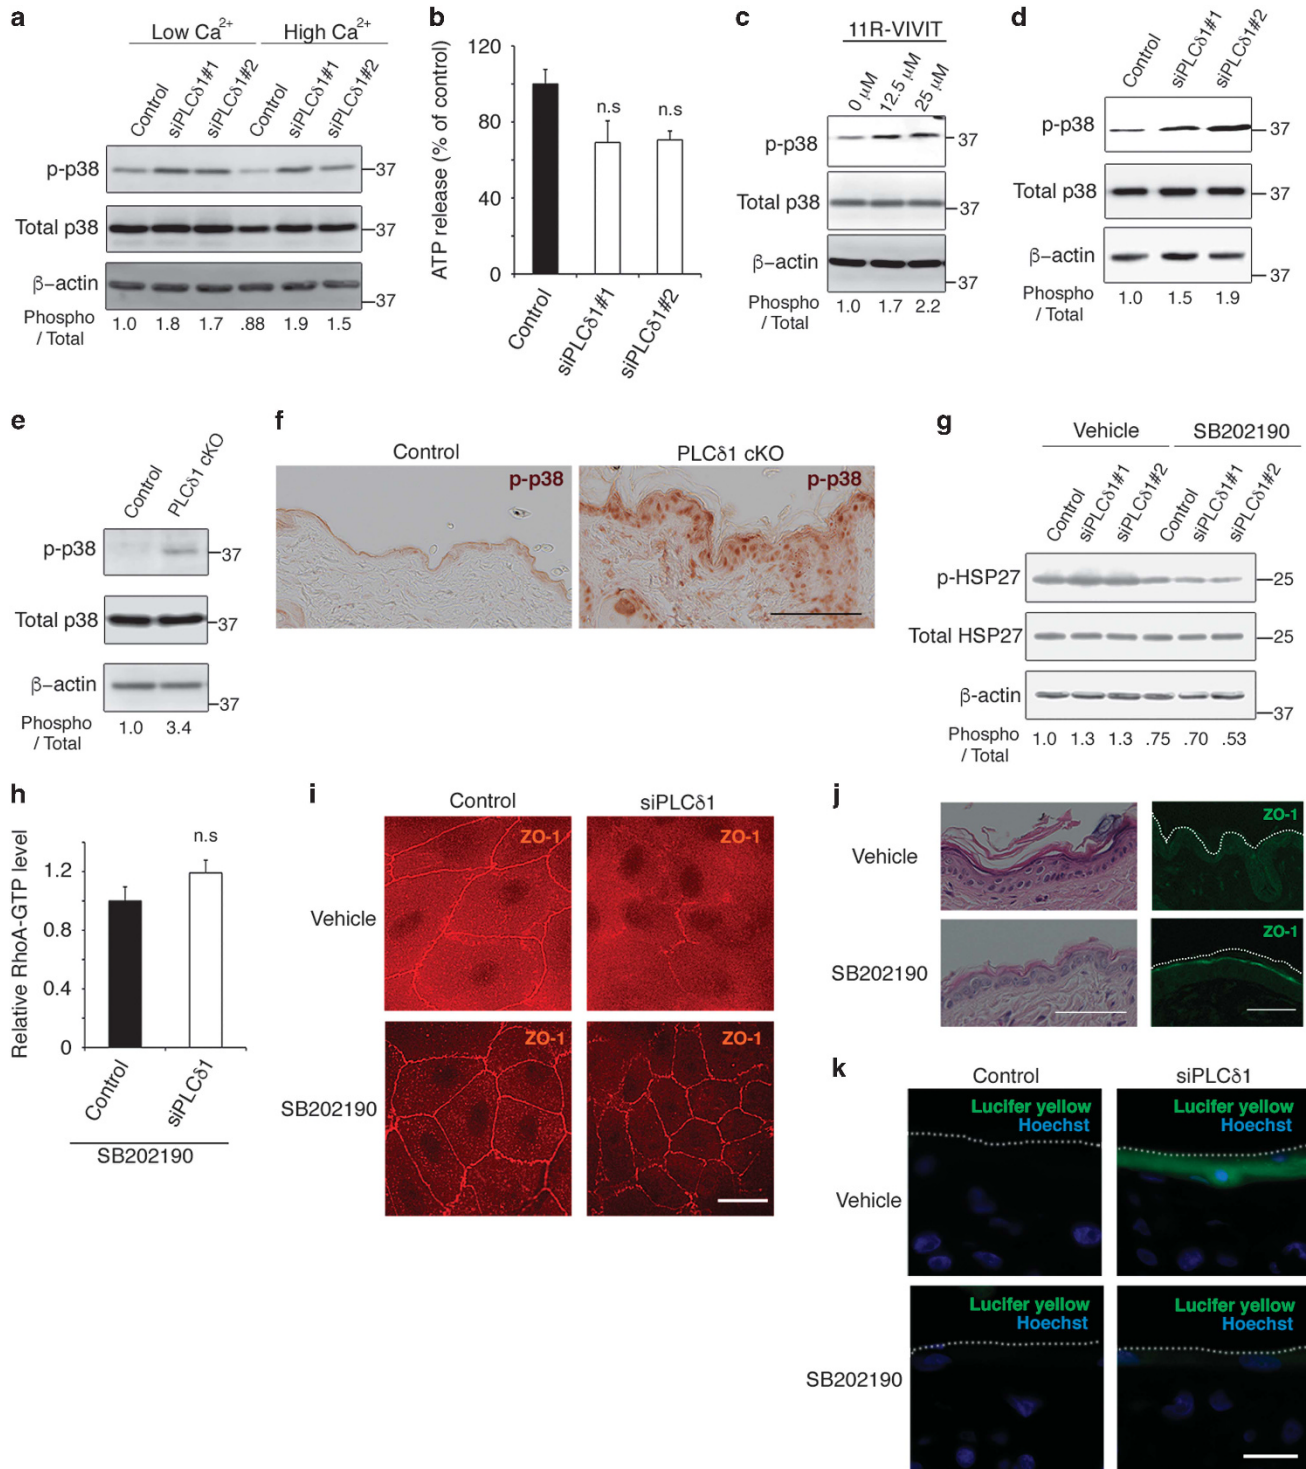 a
Low Ca2+ High Ca2+
Control siPLCδ1#1 siPLCδ1#2 Control siPLCδ1#1 siPLCδ1#2
p-p38 37
Total p38 37
β–actin 37
Phospho / Total 1.0 1.8 1.7 .88 1.9 1.5
b
ATP release (% of control)
120
80
40
0
n.s n.s
Control siPLCδ1#1 siPLCδ1#2
c
11R-VIVIT
0 μM 12.5 μM 25 μM
p-p38 37
Total p38 37
β–actin 37
Phospho / Total 1.0 1.7 2.2
d
Control siPLCδ1#1 siPLCδ1#2
p-p38 37
Total p38 37
β-actin 37
Phospho / Total 1.0 1.5 1.9
e
Control PLCδ1 cKO
p-p38 37
Total p38 37
β–actin 37
Phospho / Total 1.0 3.4
f
Control PLCδ1 cKO
p-p38 p-p38
g
Vehicle SB202190
Control siPLCδ1#1 siPLCδ1#2 Control siPLCδ1#1 siPLCδ1#2
p-HSP27 25
Total HSP27 25
β-actin 37
Phospho / Total 1.0 1.3 1.3 .75 .70 .53
h
Relative RhoA-GTP level
1.2
0.8
0.4
0
n.s
Control siPLCδ1
SB202190
i
Control siPLCδ1
Vehicle ZO-1 ZO-1
SB202190 ZO-1 ZO-1
j
Vehicle ZO-1
SB202190 ZO-1
k
Control siPLCδ1
Vehicle
Lucifer yellow Lucifer yellow
Hoechst Hoechst
SB202190
Lucifer yellow Lucifer yellow
Hoechst Hoechst